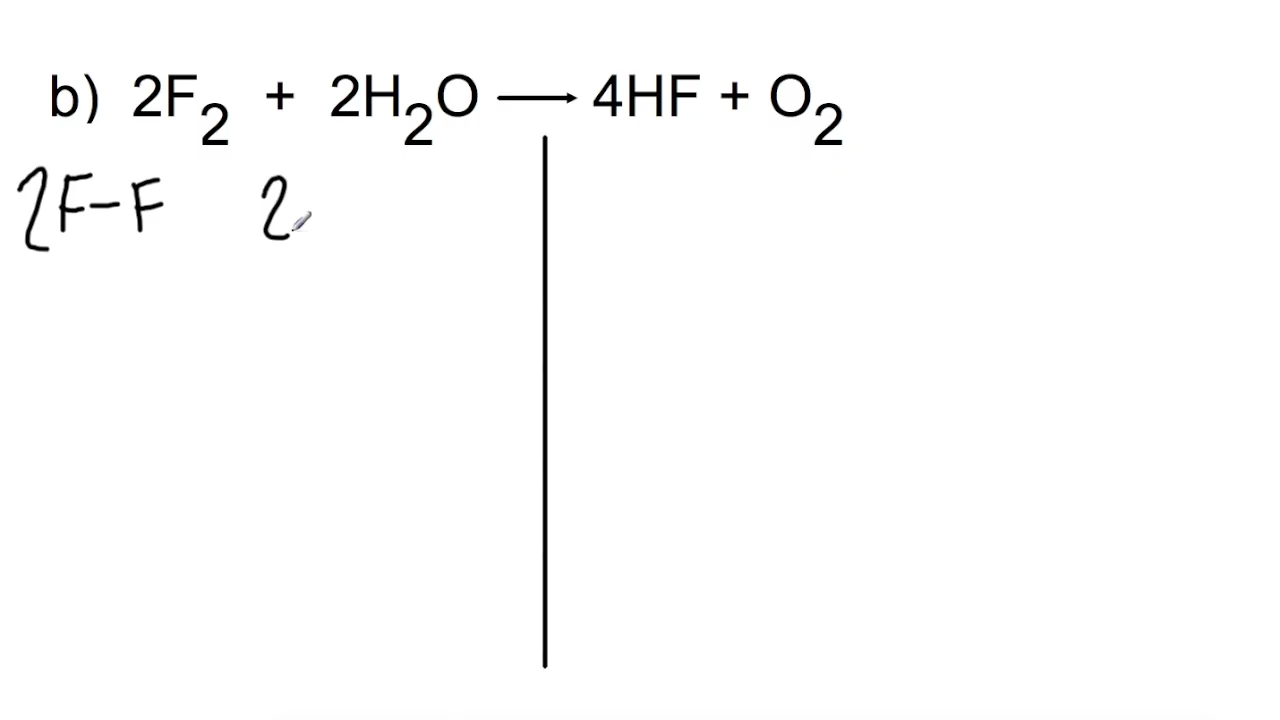 b) 2F₂ + 2H₂O ⟶ 4HF + O₂
2F–F 2